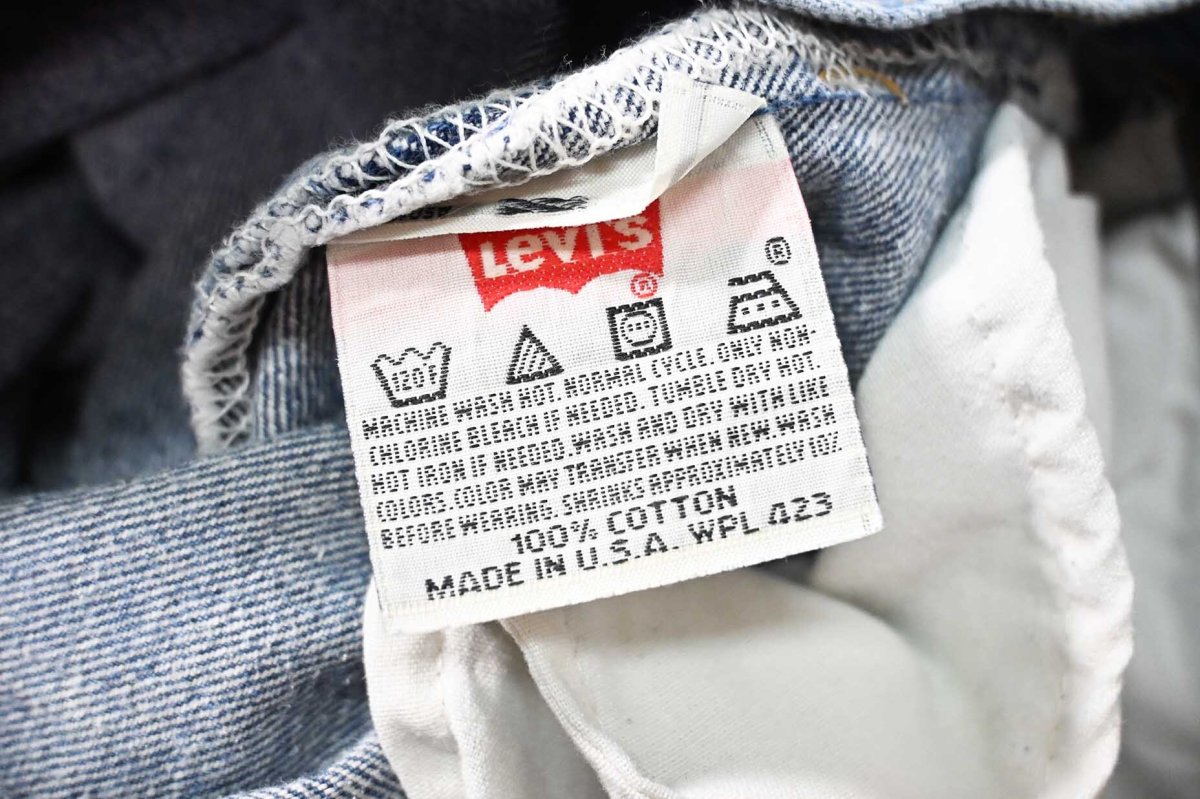 Levi's
®
®
120F
MACHINE WASH HOT. NORMAL CYCLE. ONLY NON-
CHLORINE BLEACH IF NEEDED. TUMBLE DRY HOT.
HOT IRON IF NEEDED. WASH AND DRY WITH LIKE
COLORS. COLOR MAY TRANSFER WHEN NEW WASH
BEFORE WEARING. SHRINKS APPROXIMATELY 10%.
100% COTTON
MADE IN U.S.A. WPL 423